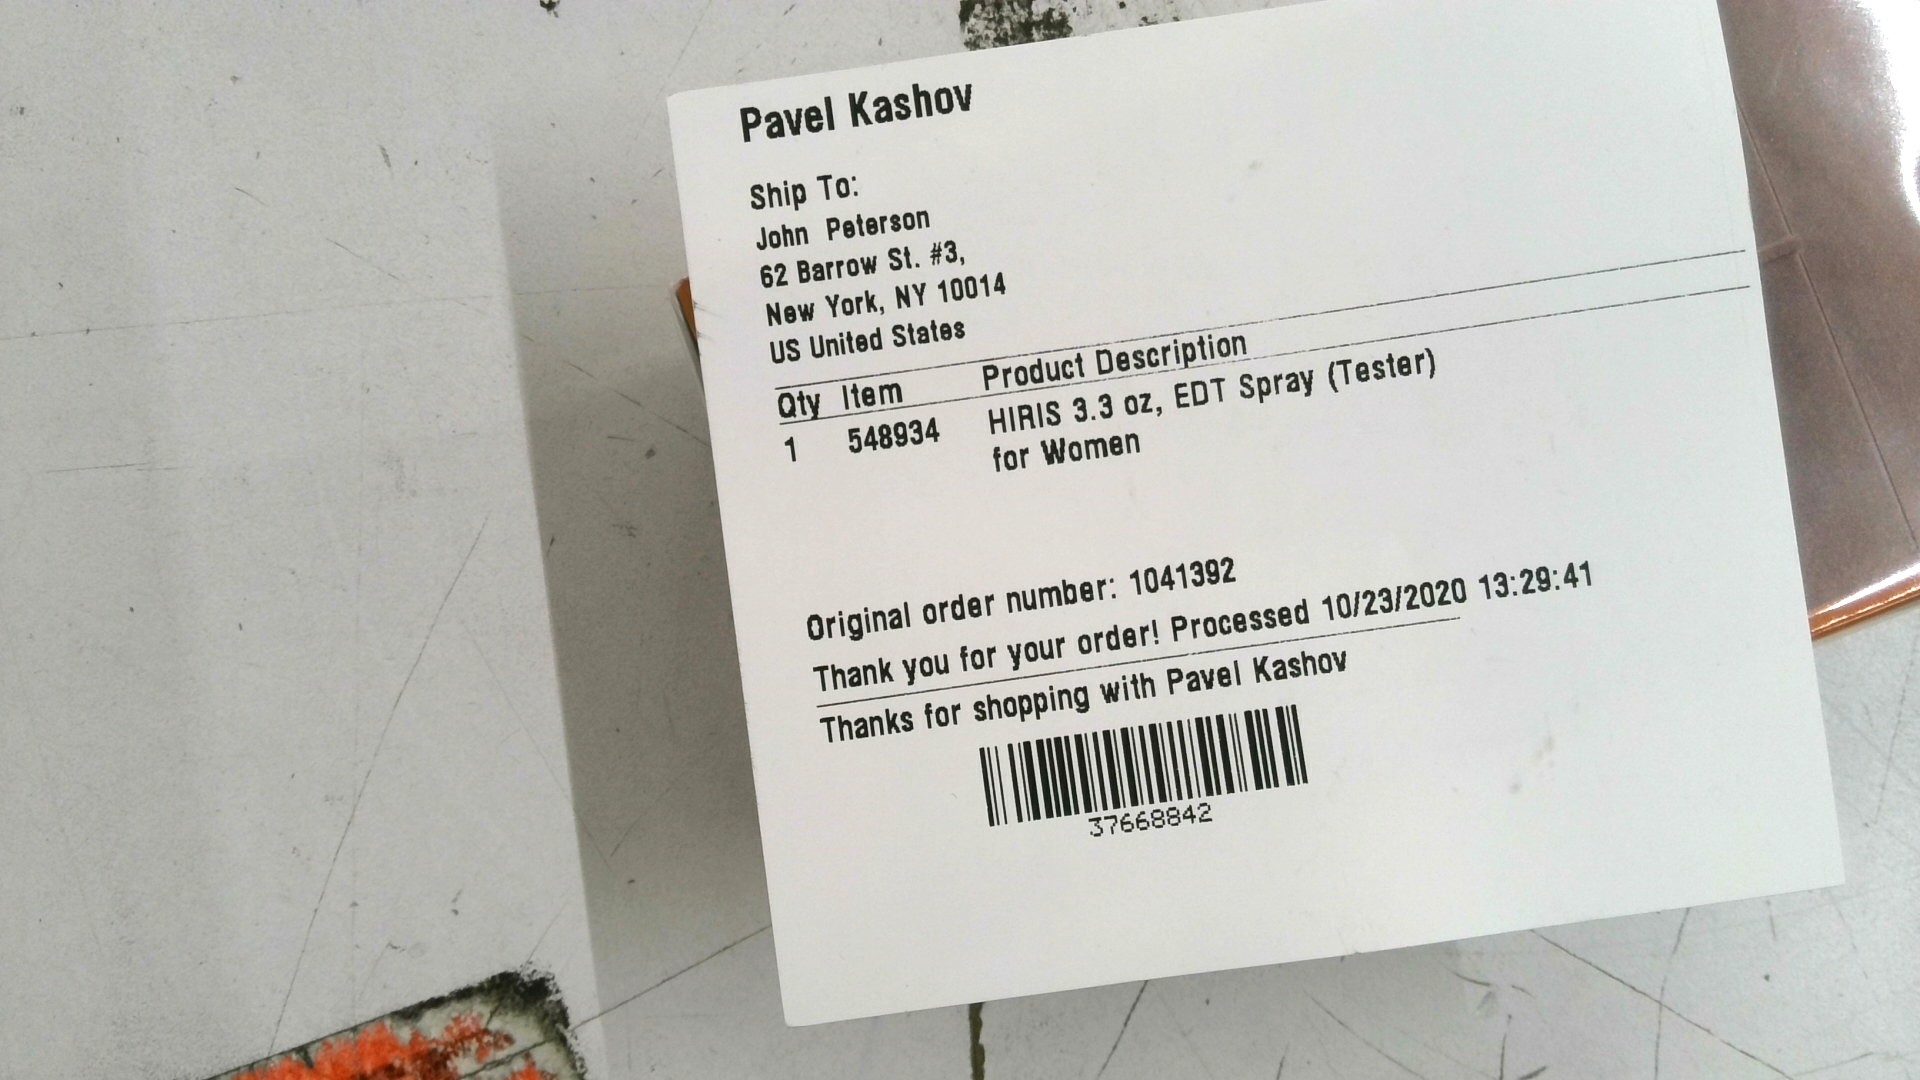 Pavel Kashov
Ship To:
John Peterson
62 Barrow St. #3,
New York, NY 10014
US United States
Qty Item Product Description
1 548934 HIRIS 3.3 oz, EDT Spray (Tester)
for Women
Original order number: 1041392
Thank you for your order! Processed 10/23/2020 13:29:41
Thanks for shopping with Pavel Kashov
37668842